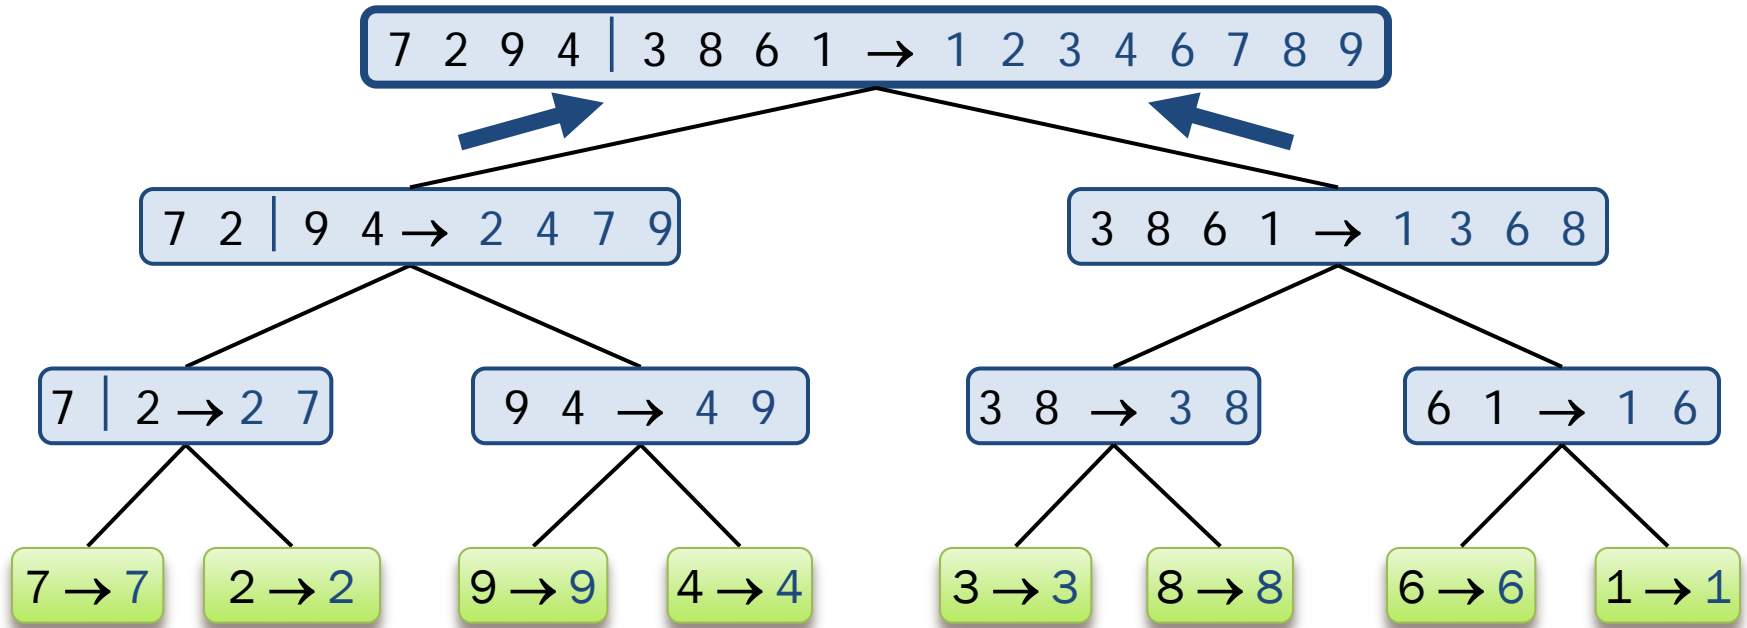 7 2 9 4 | 3 8 6 1 → 1 2 3 4 6 7 8 9
7 2 | 9 4 → 2 4 7 9
3 8 6 1 → 1 3 6 8
7 | 2 → 2 7
9 4 → 4 9
3 8 → 3 8
6 1 → 1 6
7 → 7
2 → 2
9 → 9
4 → 4
3 → 3
8 → 8
6 → 6
1 → 1